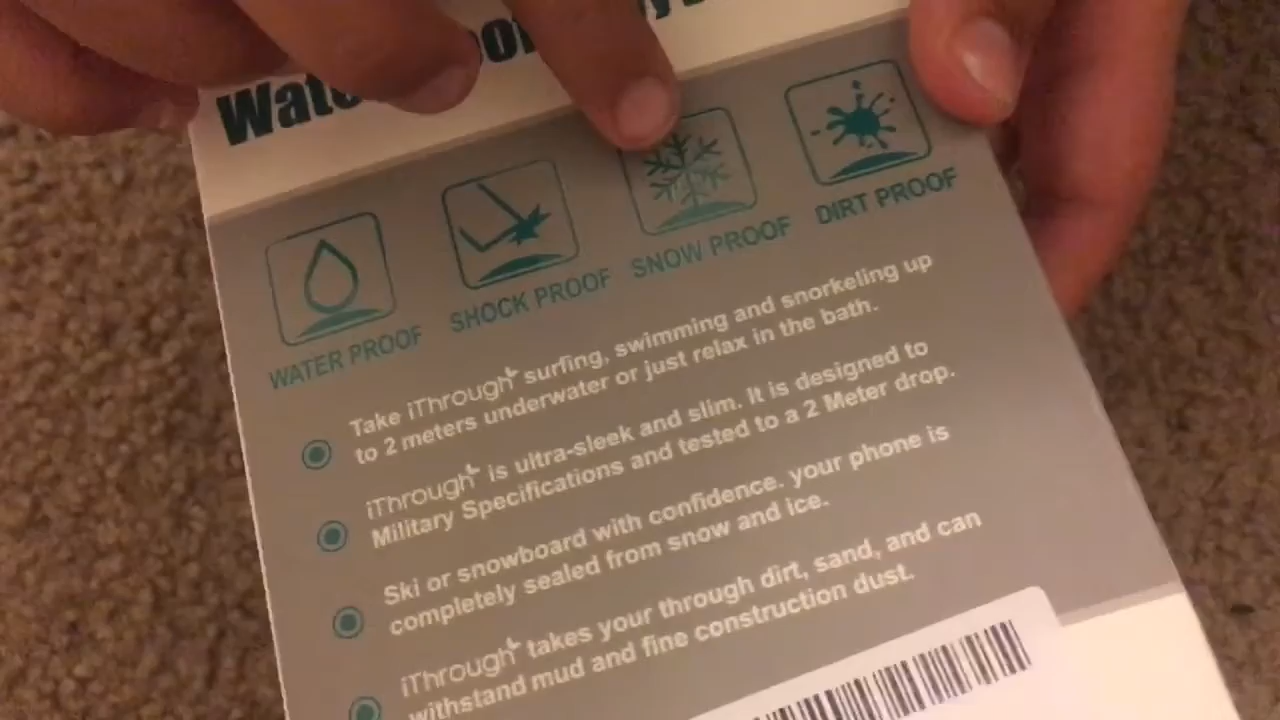 WATER PROOF
SHOCK PROOF
SNOW PROOF
DIRT PROOF
Take iThrough surfing, swimming and snorkeling up
to 2 meters underwater or just relax in the bath.
iThrough is ultra-sleek and slim. It is designed to
Military Specifications and tested to a 2 Meter drop.
Ski or snowboard with confidence. your phone is
completely sealed from snow and ice.
iThrough takes your through dirt, sand, and can
withstand mud and fine construction dust.